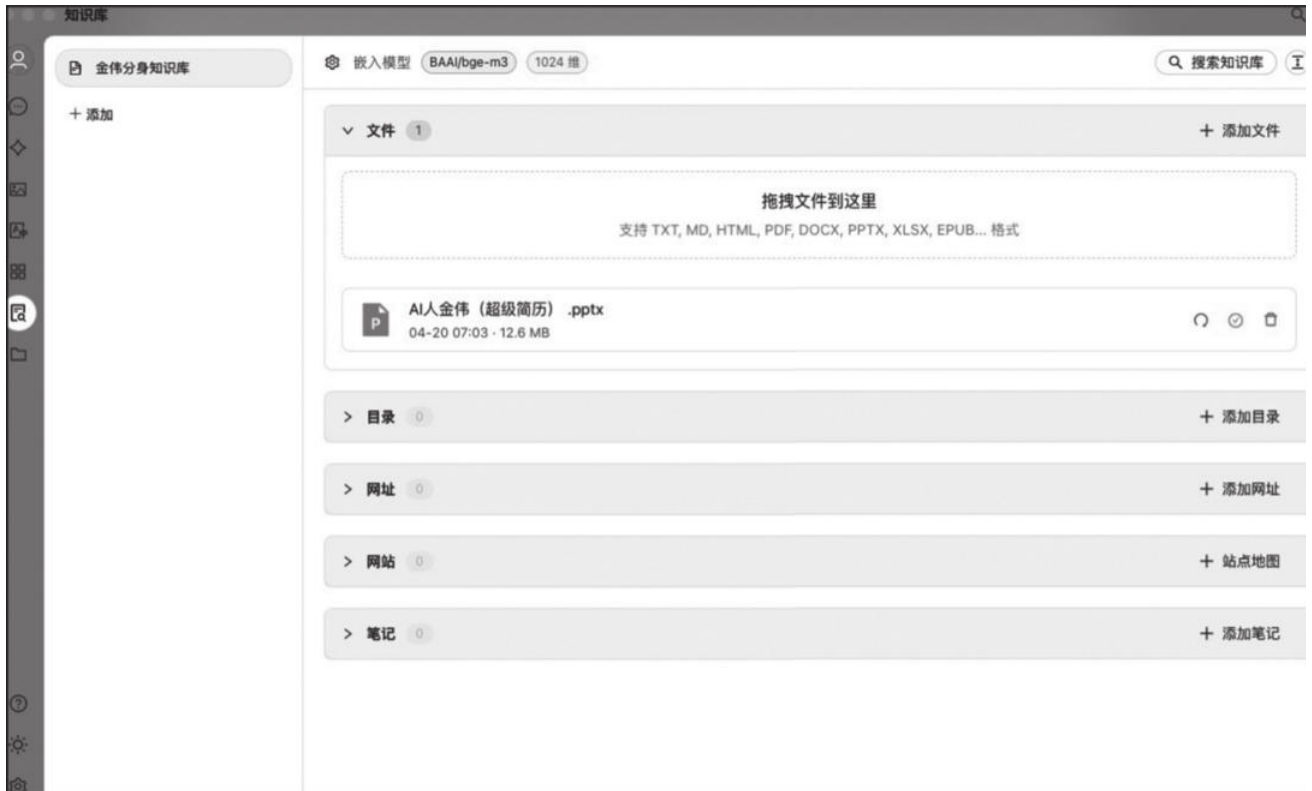 知识库
金伟分身知识库
+ 添加
嵌入模型 BAAI/bge-m3 1024 维
搜索知识库
文件 1
+ 添加文件
拖拽文件到这里
支持 TXT, MD, HTML, PDF, DOCX, PPTX, XLSX, EPUB... 格式
P
AI人金伟（超级简历） .pptx
04-20 07:03 · 12.6 MB
目录 0
+ 添加目录
网址 0
+ 添加网址
网站 0
+ 站点地图
笔记 0
+ 添加笔记